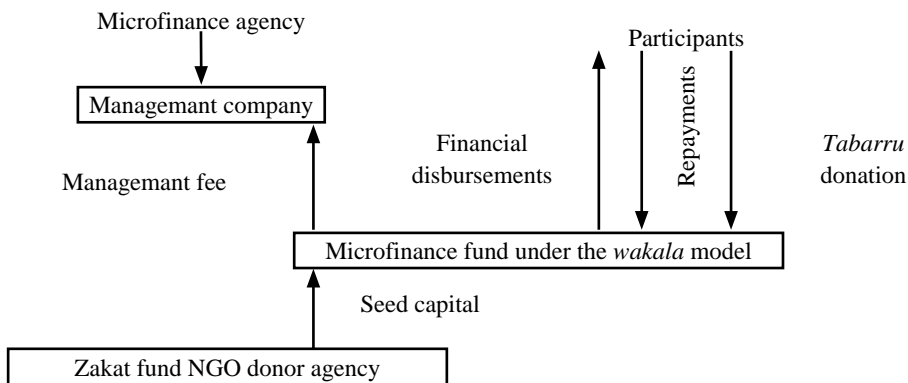 Microfinance agency
Participants
Managemant company
Repayments
Financial
disbursements
Tabarru
donation
Managemant fee
Microfinance fund under the wakala model
Seed capital
Zakat fund NGO donor agency